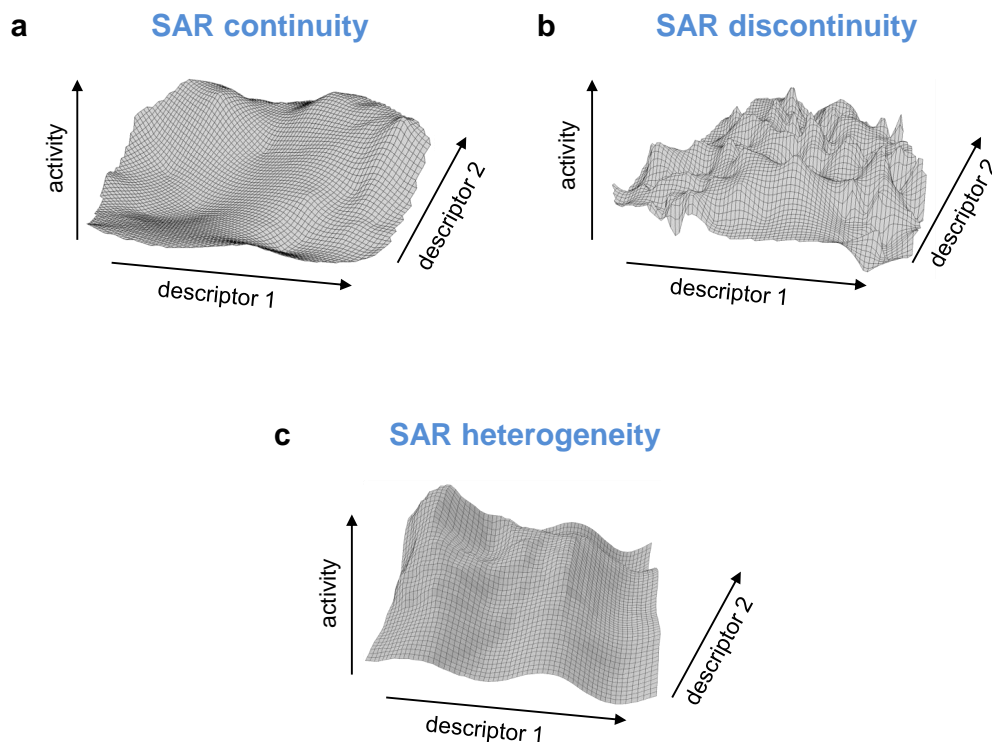 a
SAR continuity
activity
descriptor 1
descriptor 2
b
SAR discontinuity
activity
descriptor 1
descriptor 2
c
SAR heterogeneity
activity
descriptor 1
descriptor 2